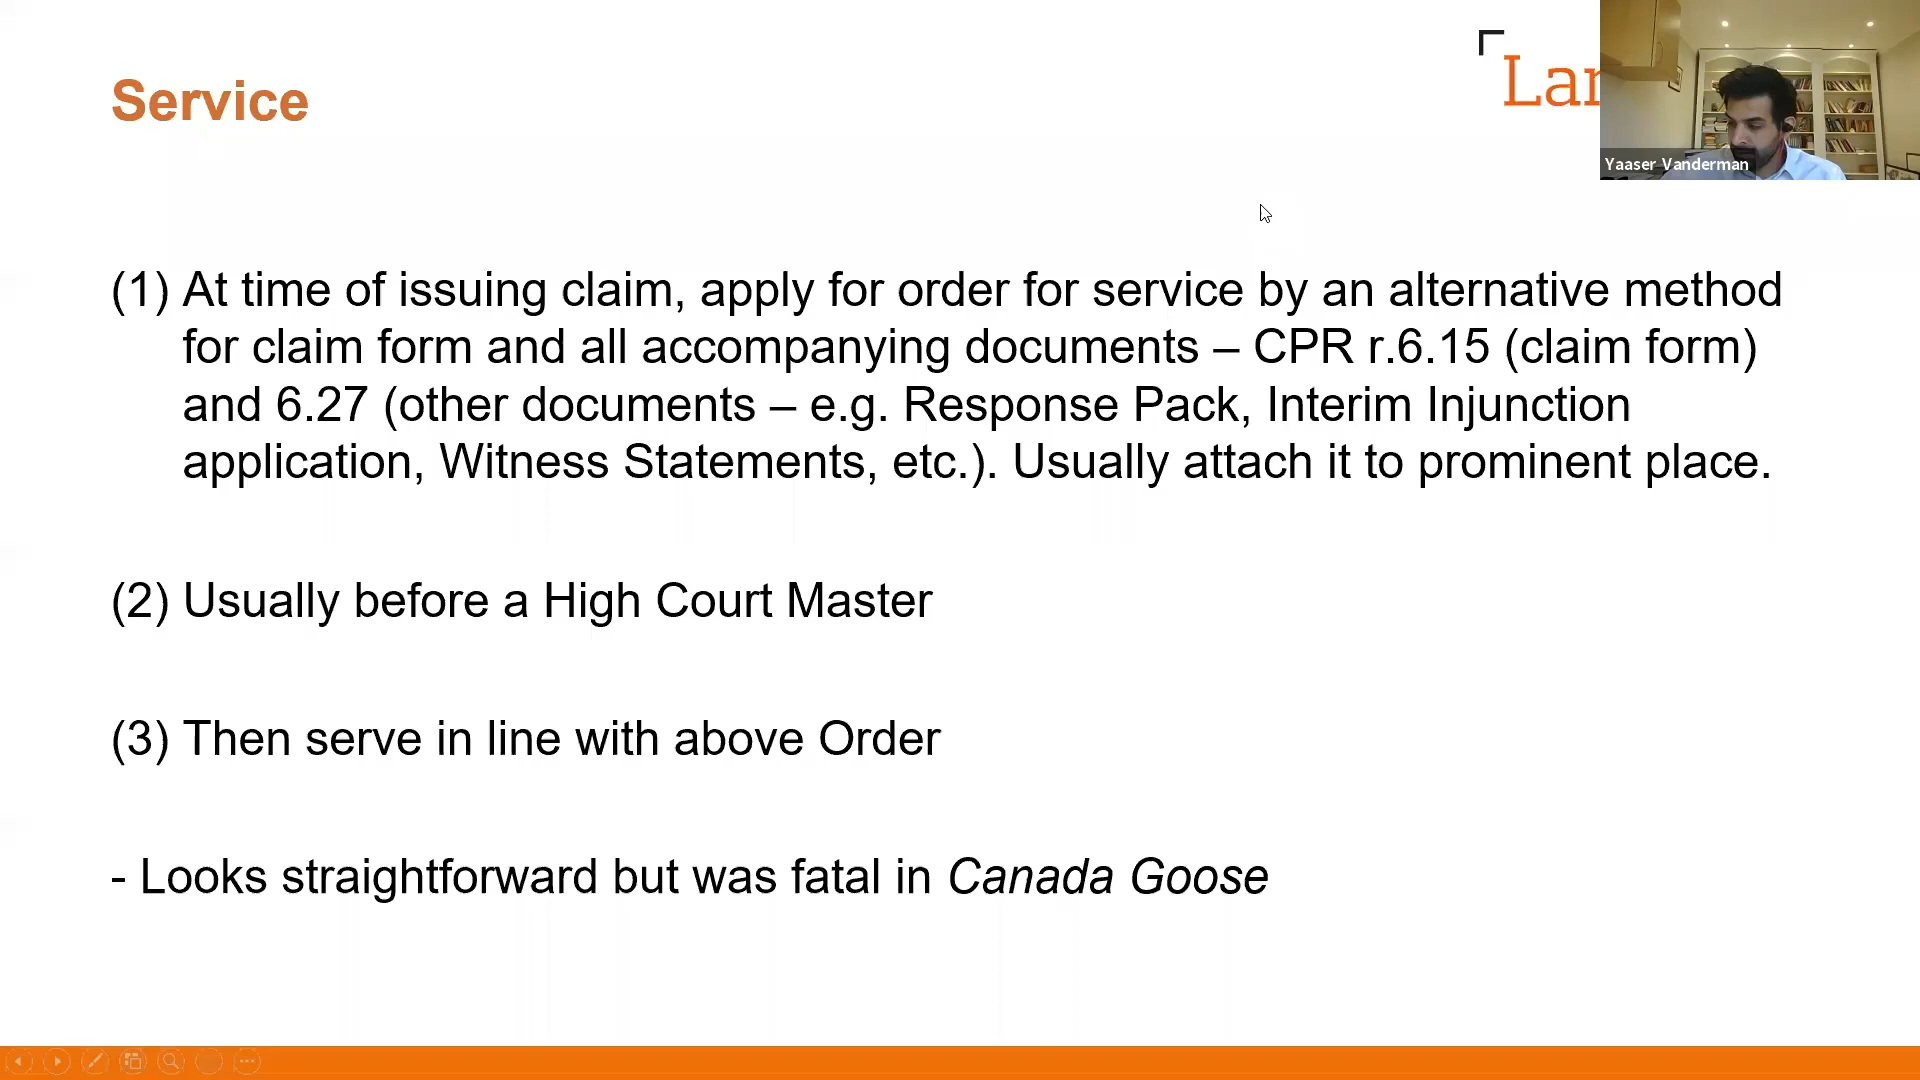 Service
Lan
Yaaser Vanderman
(1) At time of issuing claim, apply for order for service by an alternative method
for claim form and all accompanying documents – CPR r.6.15 (claim form)
and 6.27 (other documents – e.g. Response Pack, Interim Injunction
application, Witness Statements, etc.). Usually attach it to prominent place.
(2) Usually before a High Court Master
(3) Then serve in line with above Order
- Looks straightforward but was fatal in Canada Goose